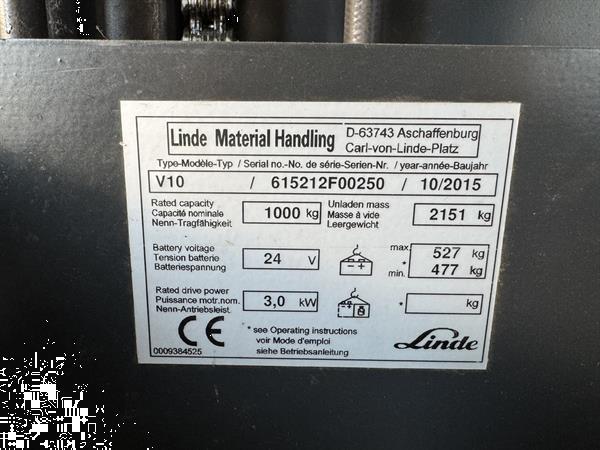 Linde Material Handling D-63743 Aschaffenburg
Carl-von-Linde-Platz
Type-Modèle-Typ / Serial no.-No. de série-Serien-Nr. / year-année-Baujahr
V10 / 615212F00250 / 10/2015
Rated capacity
Capacité nominale
Nenn-Tragfähigkeit
1000 kg
Unladen mass
Masse à vide
Leergewicht
2151 kg
Battery voltage
Tension batterie
Batteriespannung
24 V
- +
max. 527 kg
*
min. 477 kg
Rated drive power
Puissance motr.nom.
Nenn-Antriebsleist.
3,0 kW
- +
* kg
CE
0009384525
* see Operating instructions
voir Mode d'emploi
siehe Betriebsanleitung
Linde